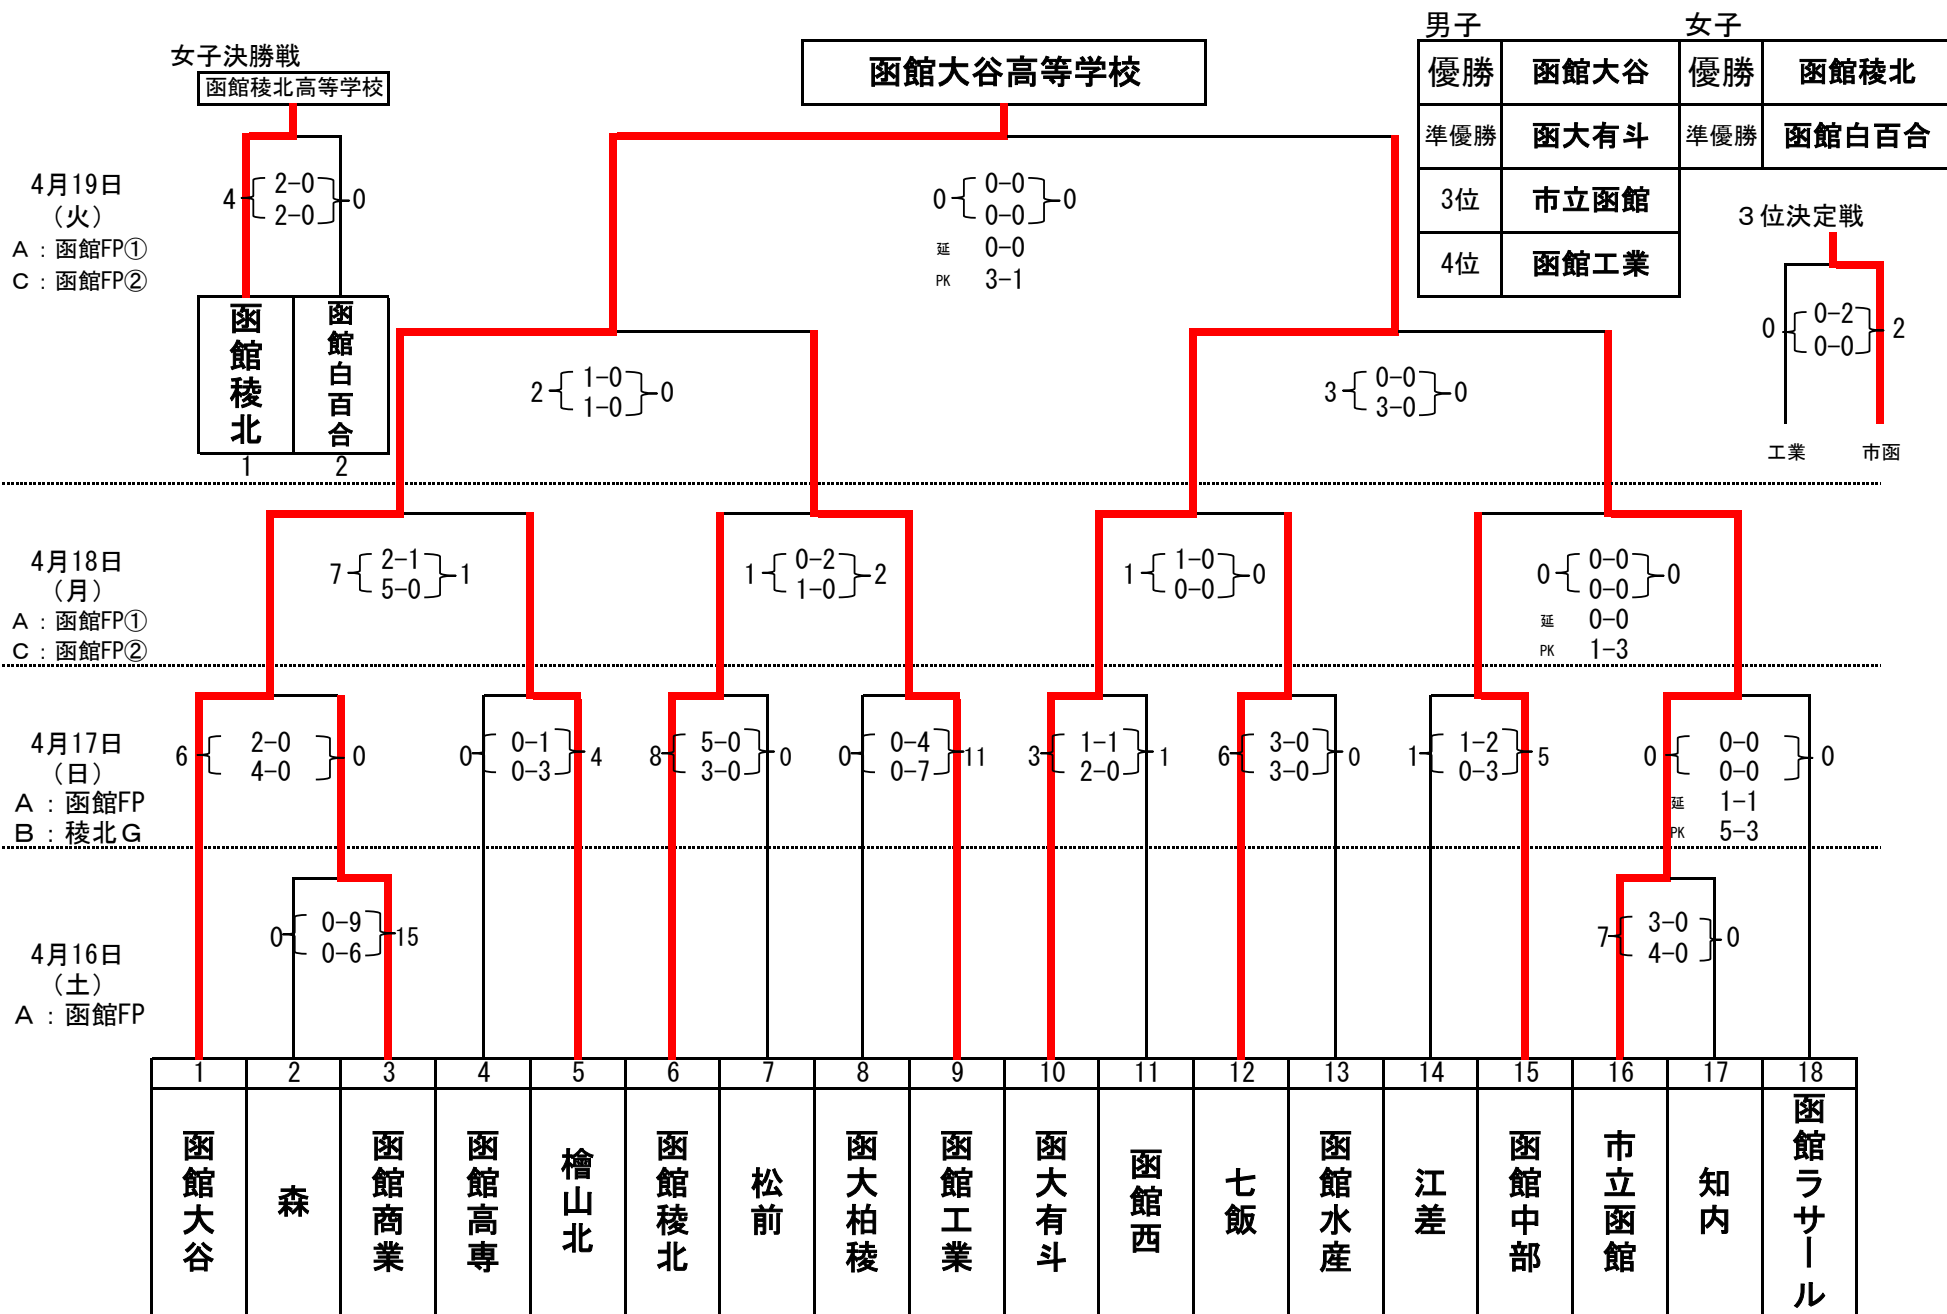 男子 女子
女子決勝戦
函館稜北高等学校
函館大谷高等学校
優勝 函館大谷 優勝 函館稜北
準優勝 函大有斗 準優勝 函館白百合
3位 市立函館
4位 函館工業
4月19日
（火）
A : 函館FP①
C : 函館FP②
4 2-0 0
2-0
函館稜北
函館白百合
1 2
0 0-0 0
0-0
延 0-0
PK 3-1
3位決定戦
0 0-2 2
0-0
工業 市函
2 1-0 0
1-0
3 0-0 0
3-0
4月18日
（月）
A : 函館FP①
C : 函館FP②
7 2-1 1
5-0
1 0-2 2
1-0
1 1-0 0
0-0
0 0-0 0
0-0
延 0-0
PK 1-3
4月17日
（日）
A : 函館FP
B : 稜北G
6 2-0 0
4-0
0 0-1 4
0-3
8 5-0 0
3-0
0 0-4 11
0-7
3 1-1 1
2-0
6 3-0 0
3-0
1 1-2 5
0-3
0 0-0 0
0-0
延 1-1
PK 5-3
4月16日
（土）
A : 函館FP
0 0-9 15
0-6
7 3-0 0
4-0
1 2 3 4 5 6 7 8 9 10 11 12 13 14 15 16 17 18
函館大谷
森
函館商業
函館高専
檜山北
函館稜北
松前
函大柏稜
函館工業
函大有斗
函館西
七飯
函館水産
江差
函館中部
市立函館
知内
函館ラサール